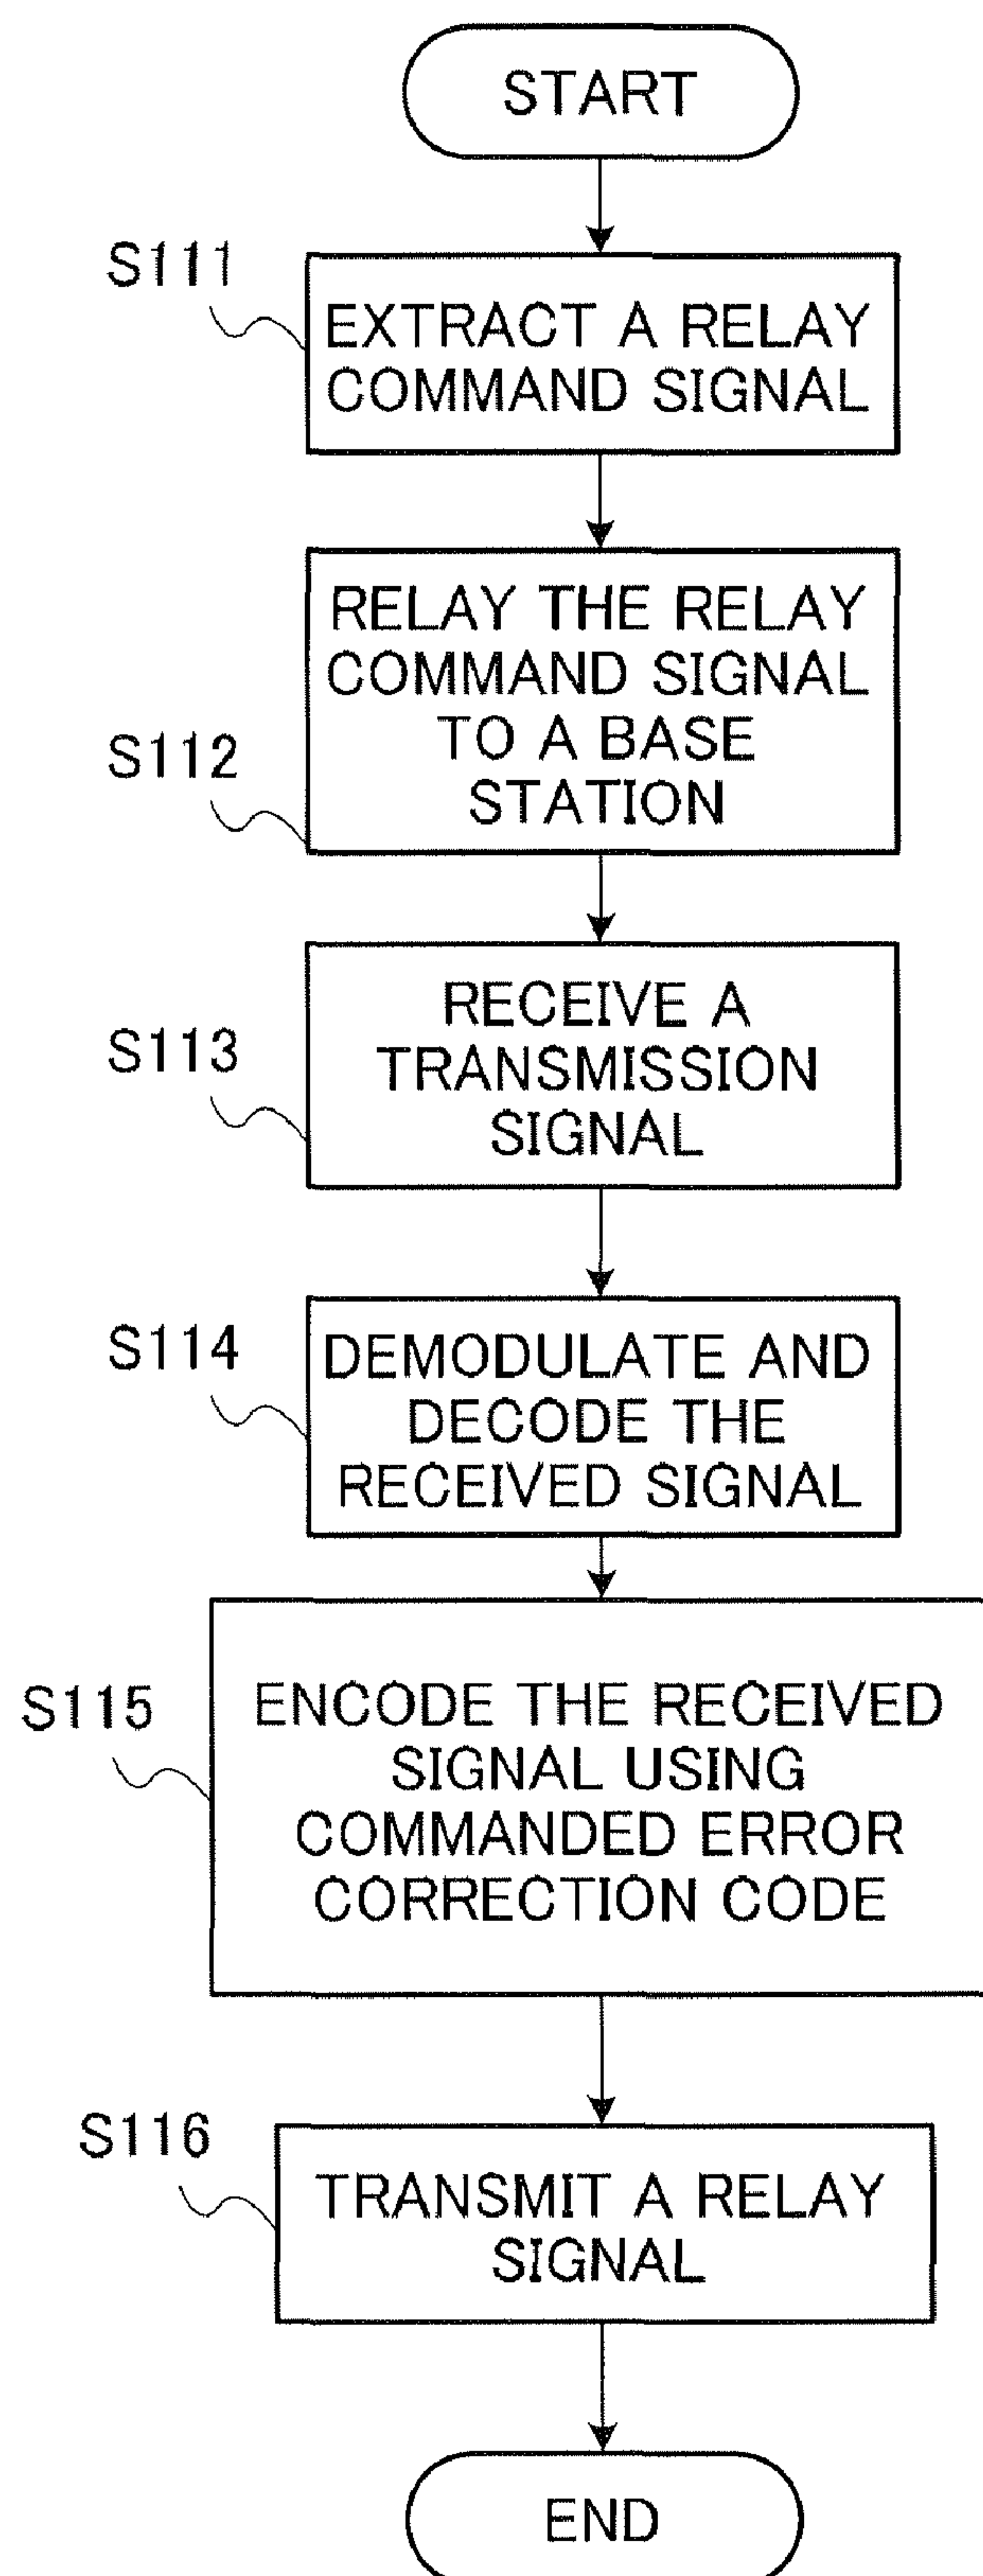 START
S111
EXTRACT A RELAY
COMMAND SIGNAL
RELAY THE RELAY
COMMAND SIGNAL
TO A BASE
STATION
S112
RECEIVE A
TRANSMISSION
SIGNAL
S113
S114
DEMODULATE AND
DECODE THE
RECEIVED SIGNAL
S115
ENCODE THE RECEIVED
SIGNAL USING
COMMANDED ERROR
CORRECTION CODE
S116
TRANSMIT A RELAY
SIGNAL
END